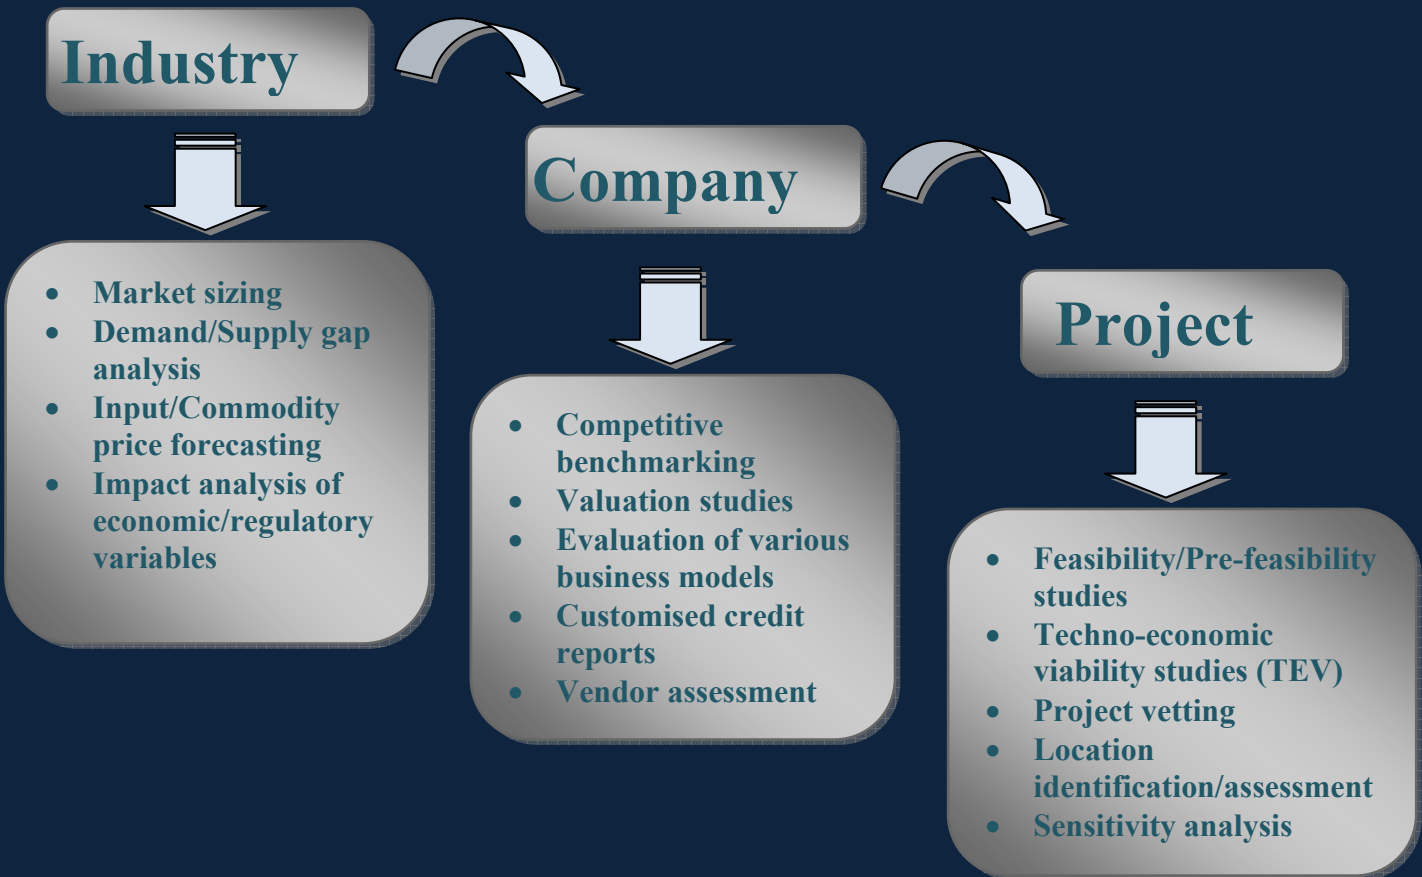 Industry
• Market sizing
• Demand/Supply gap
analysis
• Input/Commodity
price forecasting
• Impact analysis of
economic/regulatory
variables
Company
• Competitive
benchmarking
• Valuation studies
• Evaluation of various
business models
• Customised credit
reports
• Vendor assessment
Project
• Feasibility/Pre-feasibility
studies
• Techno-economic
viability studies (TEV)
• Project vetting
• Location
identification/assessment
• Sensitivity analysis